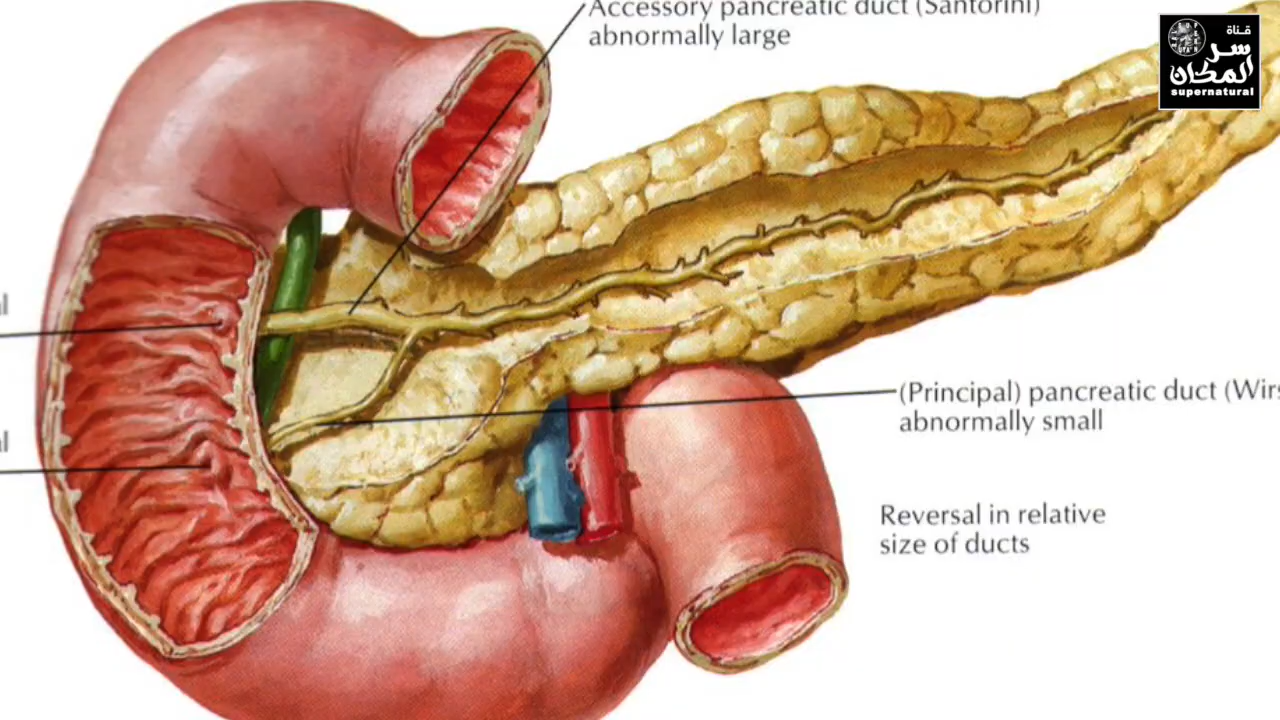 Accessory pancreatic duct (Santorini)
abnormally large
قناة
سر
المكان
supernatural
(Principal) pancreatic duct
abnormally small
Reversal in relative
size of ducts